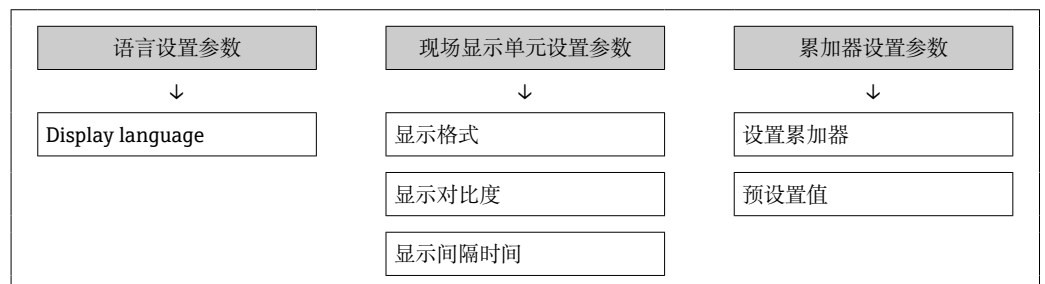 语言设置参数
现场显示单元设置参数
累加器设置参数
↓
↓
↓
Display language
显示格式
设置累加器
显示对比度
预设置值
显示间隔时间